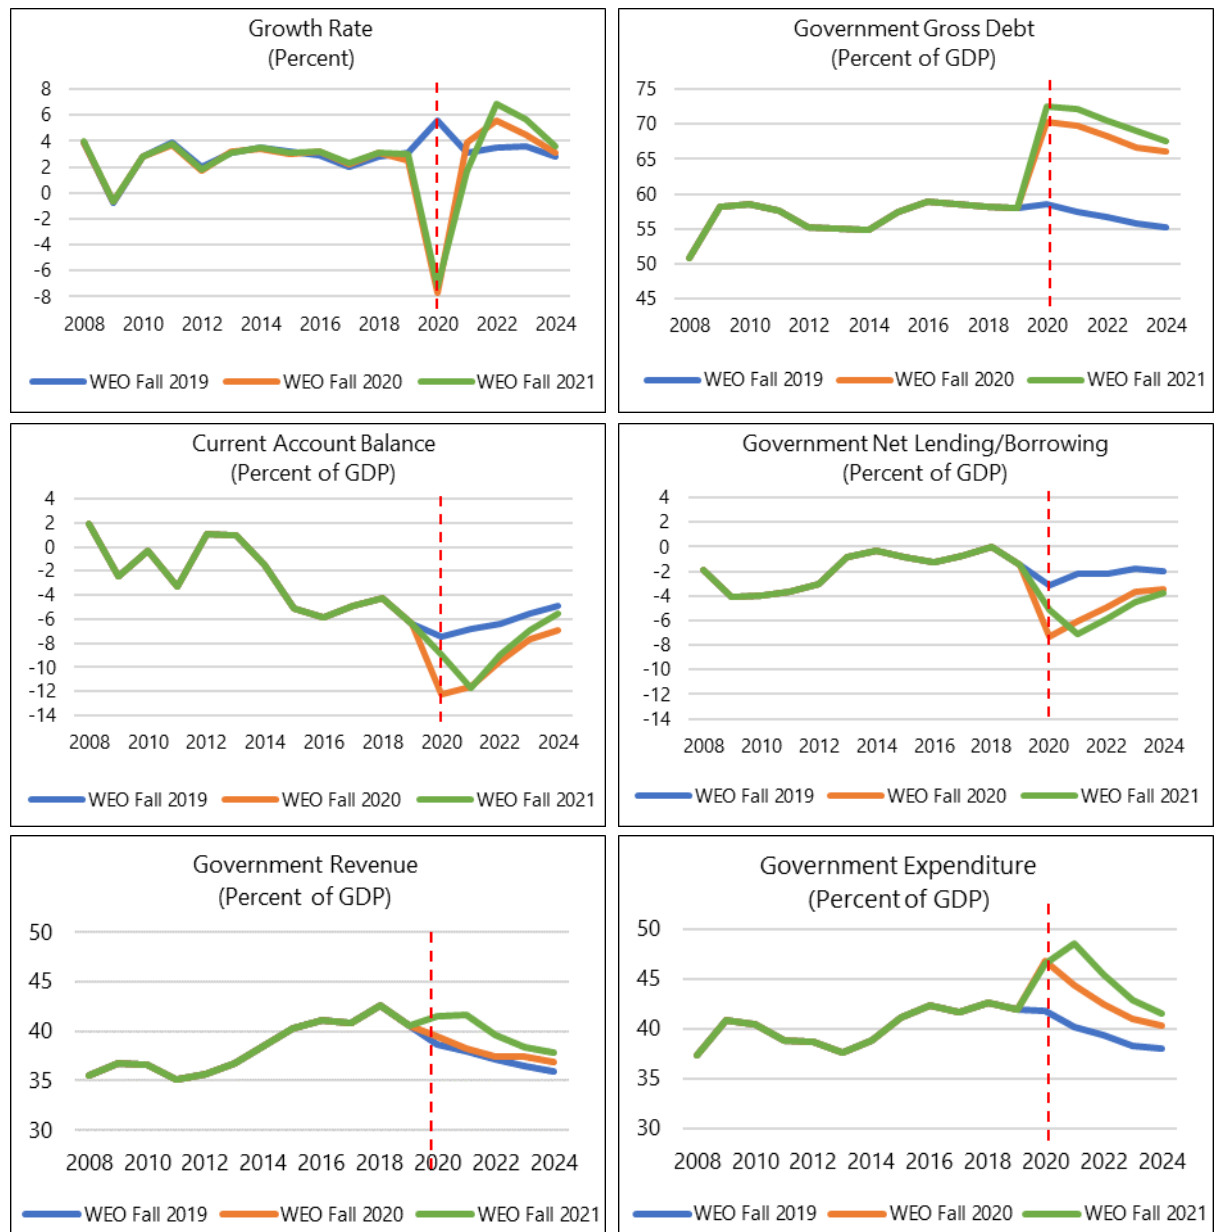 Growth Rate
(Percent)
8
6
4
2
0
-2
-4
-6
-8
2008 2010 2012 2014 2016 2018 2020 2022 2024
WEO Fall 2019 WEO Fall 2020 WEO Fall 2021
Government Gross Debt
(Percent of GDP)
75
70
65
60
55
50
45
2008 2010 2012 2014 2016 2018 2020 2022 2024
WEO Fall 2019 WEO Fall 2020 WEO Fall 2021
Current Account Balance
(Percent of GDP)
4
2
0
-2
-4
-6
-8
-10
-12
-14
2008 2010 2012 2014 2016 2018 2020 2022 2024
WEO Fall 2019 WEO Fall 2020 WEO Fall 2021
Government Net Lending/Borrowing
(Percent of GDP)
4
2
0
-2
-4
-6
-8
-10
-12
-14
2008 2010 2012 2014 2016 2018 2020 2022 2024
WEO Fall 2019 WEO Fall 2020 WEO Fall 2021
Government Revenue
(Percent of GDP)
50
45
40
35
30
2008 2010 2012 2014 2016 2018 2020 2022 2024
WEO Fall 2019 WEO Fall 2020 WEO Fall 2021
Government Expenditure
(Percent of GDP)
50
45
40
35
30
2008 2010 2012 2014 2016 2018 2020 2022 2024
WEO Fall 2019 WEO Fall 2020 WEO Fall 2021